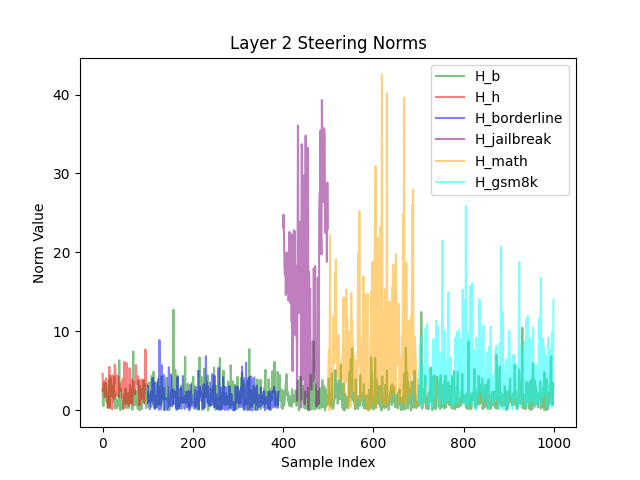 Layer 2 Steering Norms
H_b
H_h
H_borderline
H_jailbreak
H_math
H_gsm8k
Norm Value
40
30
20
10
0
0 200 400 600 800 1000
Sample Index